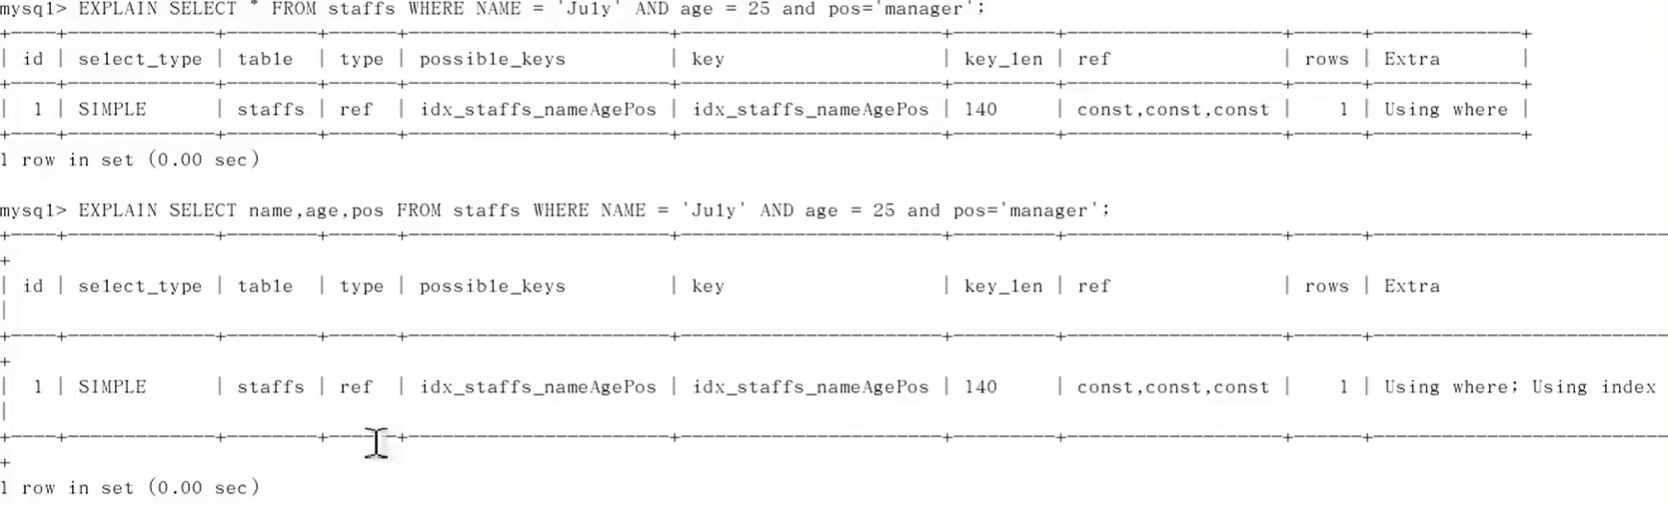 mysql> EXPLAIN SELECT * FROM staffs WHERE NAME = 'July' AND age = 25 and pos='manager';
+----+-------------+--------+------+-----------------------+-----------------------+---------+-------------------+------+-------------+
| id | select_type | table  | type | possible_keys         | key                   | key_len | ref               | rows | Extra       |
+----+-------------+--------+------+-----------------------+-----------------------+---------+-------------------+------+-------------+
|  1 | SIMPLE      | staffs | ref  | idx_staffs_nameAgePos | idx_staffs_nameAgePos | 140     | const,const,const |    1 | Using where |
+----+-------------+--------+------+-----------------------+-----------------------+---------+-------------------+------+-------------+
1 row in set (0.00 sec)
mysql> EXPLAIN SELECT name,age,pos FROM staffs WHERE NAME = 'July' AND age = 25 and pos='manager';
+----+-------------+--------+------+-----------------------+-----------------------+---------+-------------------+------+--------------------------
+
| id | select_type | table  | type | possible_keys         | key                   | key_len | ref               | rows | Extra
|
+----+-------------+--------+------+-----------------------+-----------------------+---------+-------------------+------+--------------------------
+
|  1 | SIMPLE      | staffs | ref  | idx_staffs_nameAgePos | idx_staffs_nameAgePos | 140     | const,const,const |    1 | Using where; Using index
|
+----+-------------+--------+------+-----------------------+-----------------------+---------+-------------------+------+--------------------------
+
1 row in set (0.00 sec)